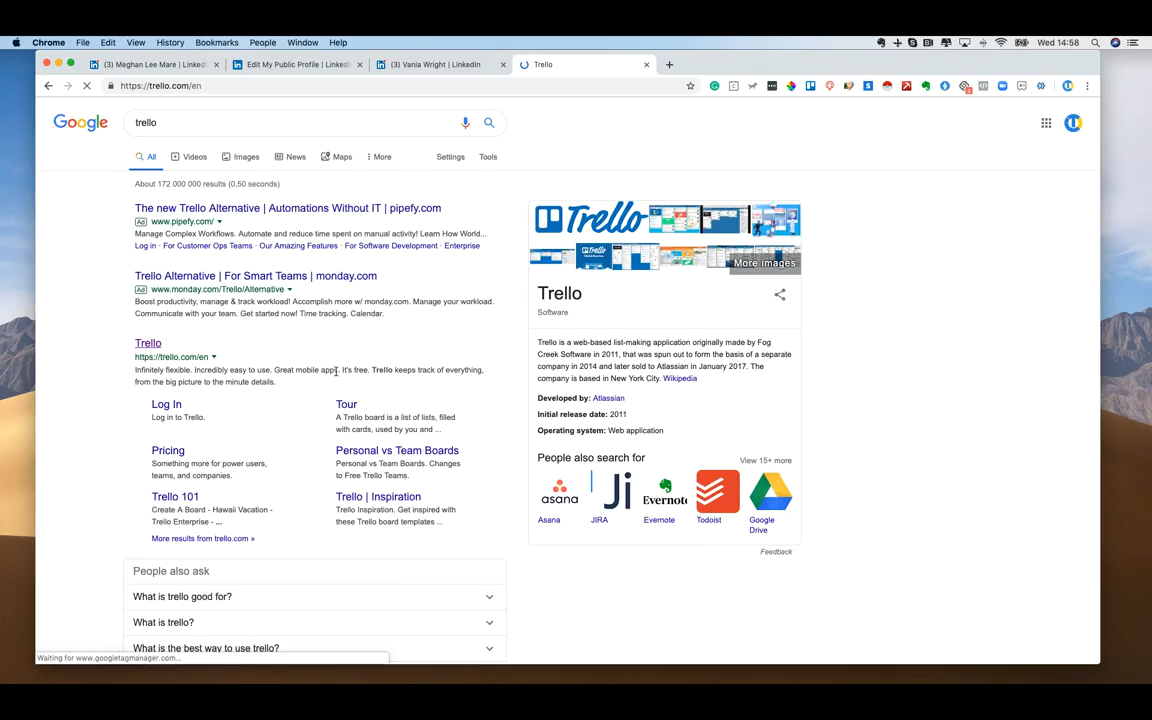 Chrome File Edit View History Bookmarks People Window Help Wed 14:58
(3) Meghan Lee Mare | LinkedIn Edit My Public Profile | LinkedIn (3) Vania Wright | LinkedIn Trello
https://trello.com/en
Google trello
All Videos Images News Maps More Settings Tools
About 172 000 000 results (0,50 seconds)
The new Trello Alternative | Automations Without IT | pipefy.com
Ad www.pipefy.com/
Manage Complex Workflows. Automate and reduce time spent on manual activity! Learn How World...
Log in · For Customer Ops Teams · Our Amazing Features · For Software Development · Enterprise
Trello Alternative | For Smart Teams | monday.com
Ad www.monday.com/Trello/Alternative
Boost productivity, manage & track workload! Accomplish more w/ monday.com. Manage your workload.
Communicate with your team. Get started now! Time tracking. Calendar.
Trello
https://trello.com/en
Infinitely flexible. Incredibly easy to use. Great mobile apps. It's free. Trello keeps track of everything,
from the big picture to the minute details.
Log In
Log in to Trello.
Tour
A Trello board is a list of lists, filled
with cards, used by you and ...
Pricing
Something more for power users,
teams, and companies.
Personal vs Team Boards
Personal vs Team Boards. Changes
to Free Trello Teams.
Trello 101
Create A Board - Hawaii Vacation -
Trello Enterprise - ...
Trello | Inspiration
Trello Inspiration. Get inspired with
these Trello board templates ...
More results from trello.com »
People also ask
What is trello good for?
What is trello?
What is the best way to use trello?
Waiting for www.googletagmanager.com...
Trello
Trello
More images
Trello
Software
Trello is a web-based list-making application originally made by Fog
Creek Software in 2011, that was spun out to form the basis of a separate
company in 2014 and later sold to Atlassian in January 2017. The
company is based in New York City. Wikipedia
Developed by: Atlassian
Initial release date: 2011
Operating system: Web application
People also search for View 15+ more
asana Ji Evernote
Asana JIRA Evernote Todoist Google
Drive
Feedback